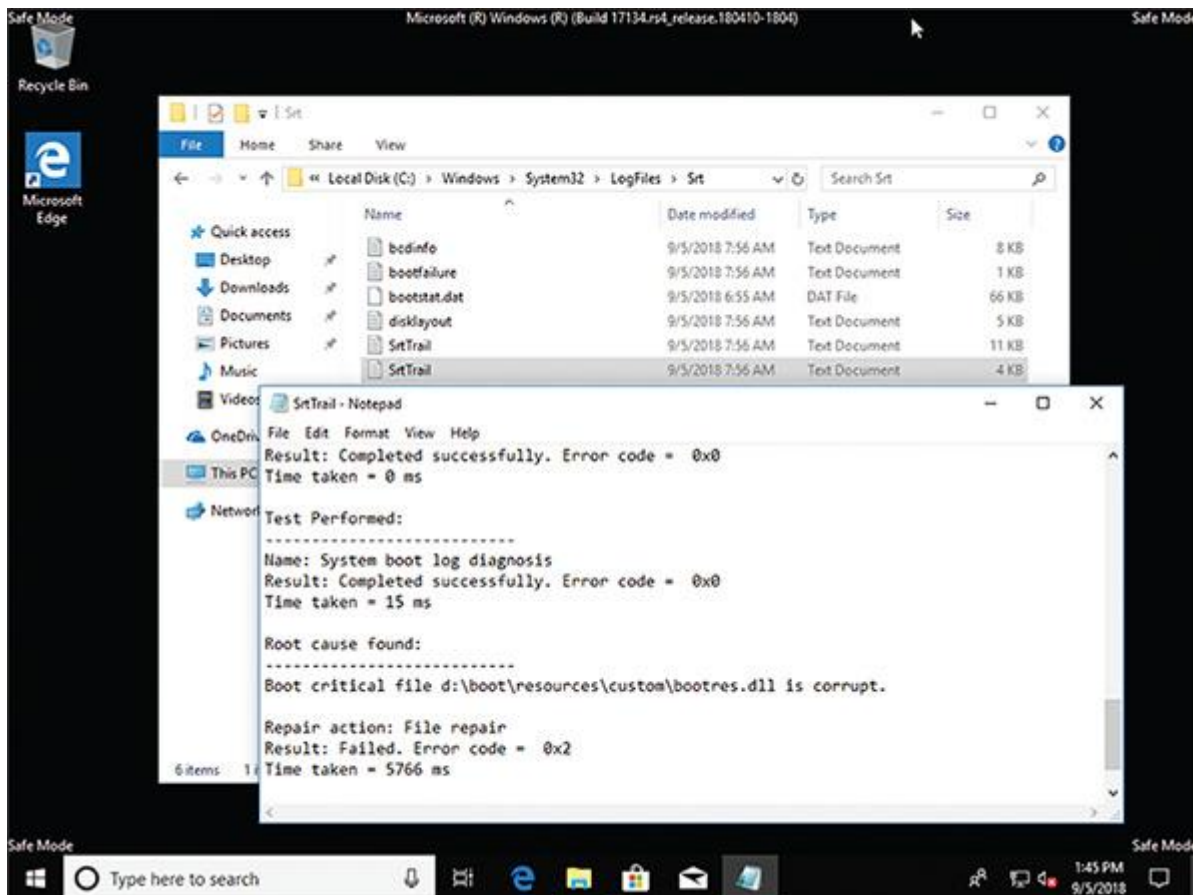 Safe Mode
Microsoft (R) Windows (R) (Build 17134.rs4_release.180410-1804)
Safe Mode
Recycle Bin
Microsoft
Edge
Srt
File Home Share View
« Local Disk (C:) › Windows › System32 › LogFiles › Srt
Search Srt
Name Date modified Type Size
Quick access
Desktop
Downloads
Documents
Pictures
Music
Videos
OneDriv
This PC
Networ
bcdinfo 9/5/2018 7:56 AM Text Document 8 KB
bootfailure 9/5/2018 7:56 AM Text Document 1 KB
bootstat.dat 9/5/2018 6:55 AM DAT File 66 KB
disklayout 9/5/2018 7:56 AM Text Document 5 KB
SrtTrail 9/5/2018 7:56 AM Text Document 11 KB
SrtTrail 9/5/2018 7:56 AM Text Document 4 KB
6 items
SrtTrail - Notepad
File Edit Format View Help
Result: Completed successfully. Error code =  0x0
Time taken = 0 ms
Test Performed:
---------------------------
Name: System boot log diagnosis
Result: Completed successfully. Error code =  0x0
Time taken = 15 ms
Root cause found:
---------------------------
Boot critical file d:\boot\resources\custom\bootres.dll is corrupt.
Repair action: File repair
Result: Failed. Error code =  0x2
Time taken = 5766 ms
Safe Mode
Safe Mode
Type here to search
1:45 PM
9/5/2018